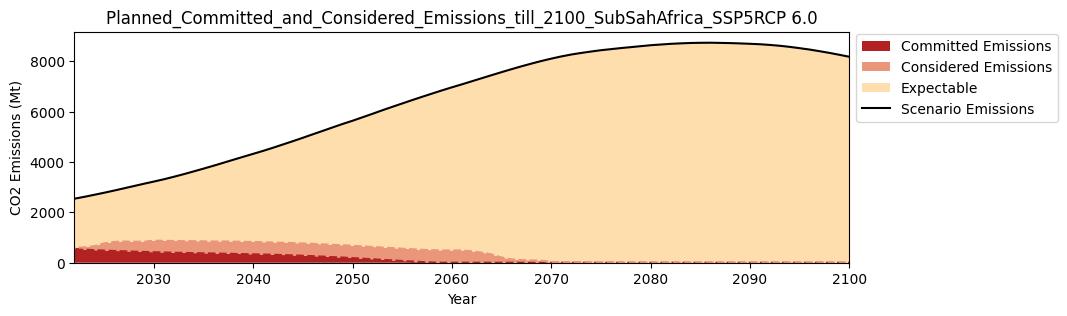 Planned_Committed_and_Considered_Emissions_till_2100_SubSahAfrica_SSP5RCP 6.0
Committed Emissions
Considered Emissions
Expectable
Scenario Emissions
CO2 Emissions (Mt)
8000
6000
4000
2000
0
2030 2040 2050 2060 2070 2080 2090 2100
Year